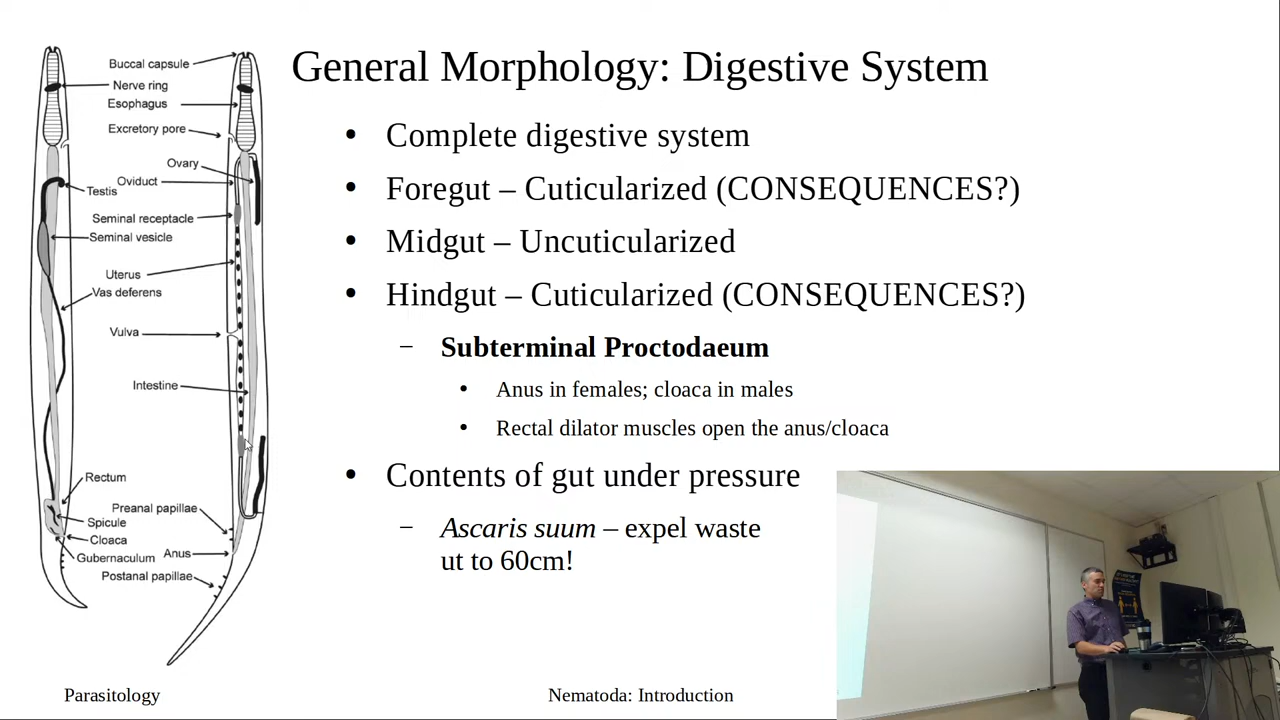 General Morphology: Digestive System
Buccal capsule
Nerve ring
Esophagus
Excretory pore
Ovary
Oviduct
Testis
Seminal receptacle
Seminal vesicle
Uterus
Vas deferens
Vulva
Intestine
Rectum
Preanal papillae
Spicule
Cloaca
Gubernaculum
Anus
Postanal papillae
• Complete digestive system
• Foregut – Cuticularized (CONSEQUENCES?)
• Midgut – Uncuticularized
• Hindgut – Cuticularized (CONSEQUENCES?)
– Subterminal Proctodaeum
• Anus in females; cloaca in males
• Rectal dilator muscles open the anus/cloaca
• Contents of gut under pressure
– Ascaris suum – expel waste
ut to 60cm!
Parasitology
Nematoda: Introduction